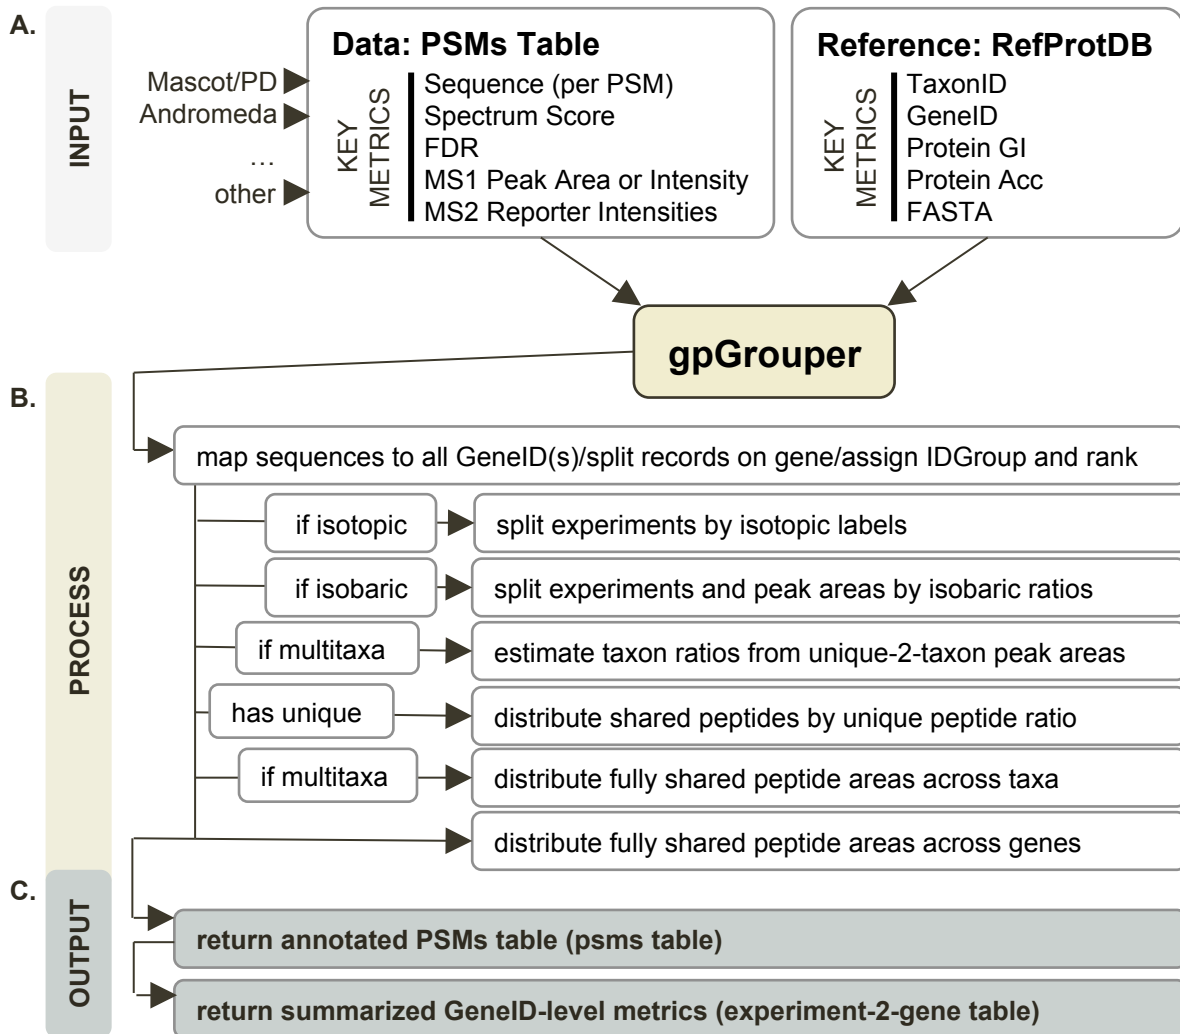 A.
INPUT
Mascot/PD
Andromeda
...
other
Data: PSMs Table
KEY
METRICS
Sequence (per PSM)
Spectrum Score
FDR
MS1 Peak Area or Intensity
MS2 Reporter Intensities
Reference: RefProtDB
KEY
METRICS
TaxonID
GeneID
Protein GI
Protein Acc
FASTA
gpGrouper
B.
PROCESS
map sequences to all GeneID(s)/split records on gene/assign IDGroup and rank
if isotopic
split experiments by isotopic labels
if isobaric
split experiments and peak areas by isobaric ratios
if multitaxa
estimate taxon ratios from unique-2-taxon peak areas
has unique
distribute shared peptides by unique peptide ratio
if multitaxa
distribute fully shared peptide areas across taxa
distribute fully shared peptide areas across genes
C.
OUTPUT
return annotated PSMs table (psms table)
return summarized GeneID-level metrics (experiment-2-gene table)